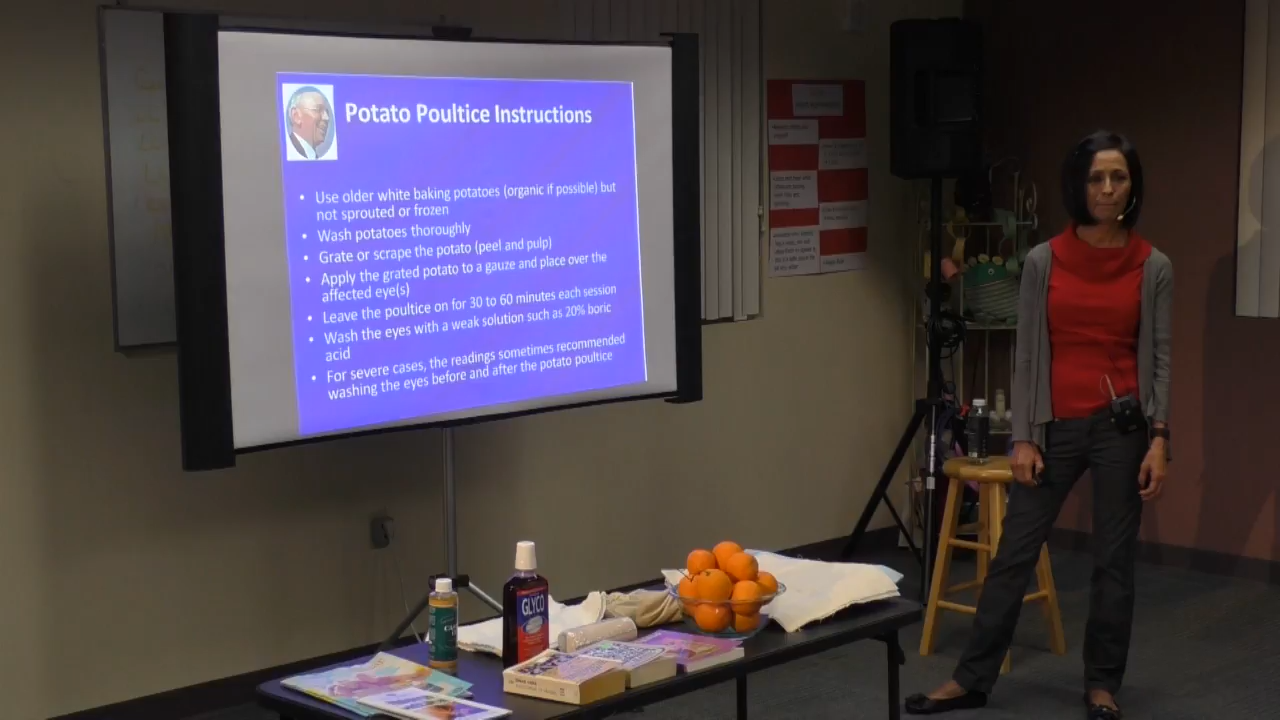 Potato Poultice Instructions
• Use older white baking potatoes (organic if possible) but
not sprouted or frozen
• Wash potatoes thoroughly
• Grate or scrape the potato (peel and pulp)
• Apply the grated potato to a gauze and place over the
affected eye(s)
• Leave the poultice on for 30 to 60 minutes each session
• Wash the eyes with a weak solution such as 20% boric
acid
• For severe cases, the readings sometimes recommended
washing the eyes before and after the potato poultice
GLYCO